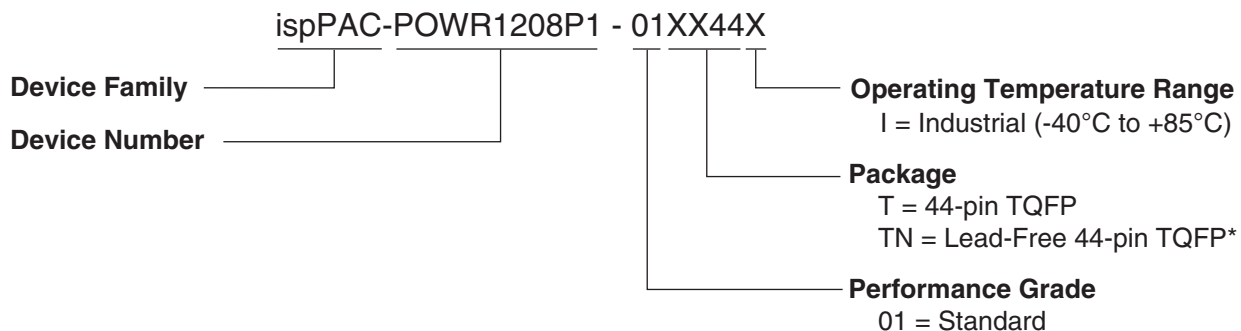 ispPAC-POWR1208P1 - 01XX44X
Device Family
Device Number
Operating Temperature Range
I = Industrial (-40°C to +85°C)
Package
T = 44-pin TQFP
TN = Lead-Free 44-pin TQFP*
Performance Grade
01 = Standard